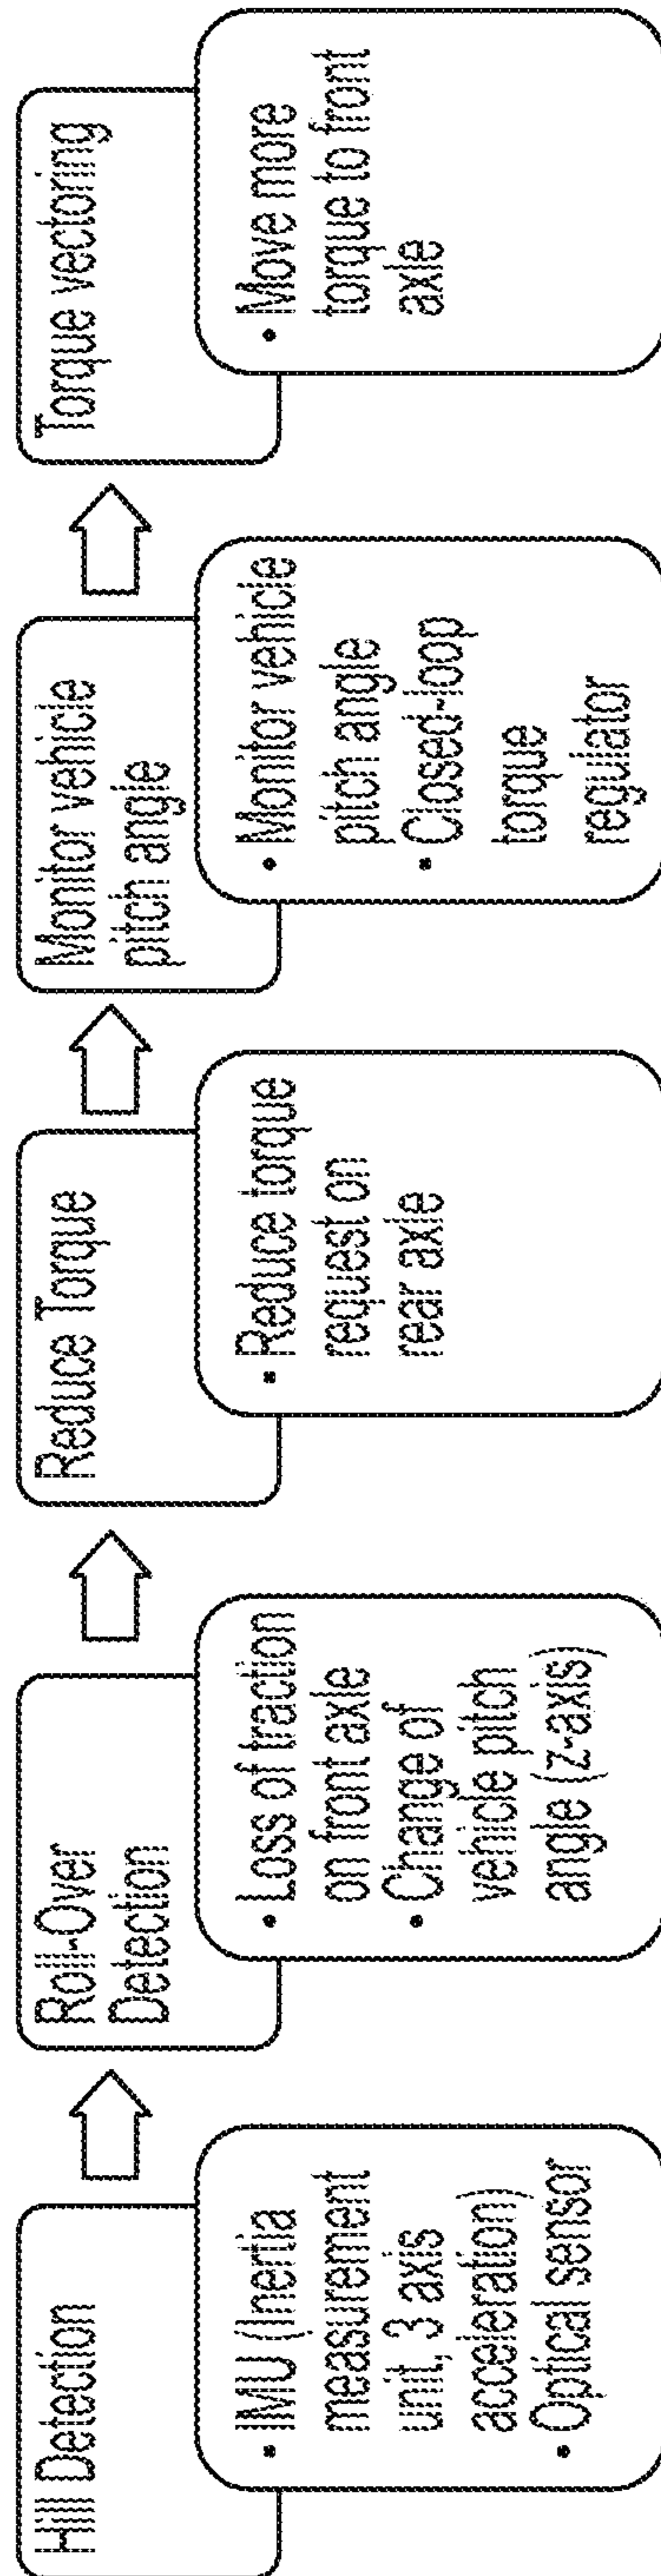 Hill Detection
• IMU (Inertia
measurement
unit, 3 axis
acceleration)
• Optical sensor
Roll-Over
Detection
• Loss of traction
on front axle
• Change of
vehicle pitch
angle (z-axis)
Reduce Torque
• Reduce torque
request on
rear axle
Monitor vehicle
pitch angle
• Monitor vehicle
pitch angle
• Closed-loop
torque
regulator
Torque vectoring
• Move more
torque to front
axle